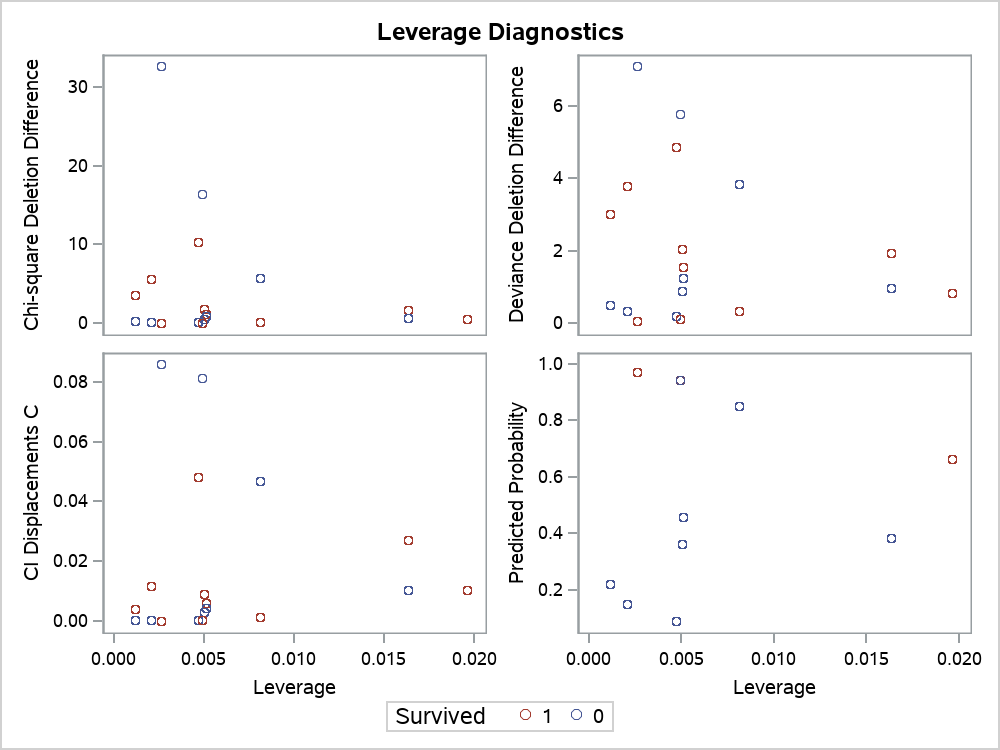 Leverage Diagnostics
Chi-square Deletion Difference
30
20
10
0
Deviance Deletion Difference
6
4
2
0
CI Displacements C
0.08
0.06
0.04
0.02
0.00
0.000 0.005 0.010 0.015 0.020
Leverage
Predicted Probability
1.0
0.8
0.6
0.4
0.2
0.000 0.005 0.010 0.015 0.020
Leverage
Survived 1 0